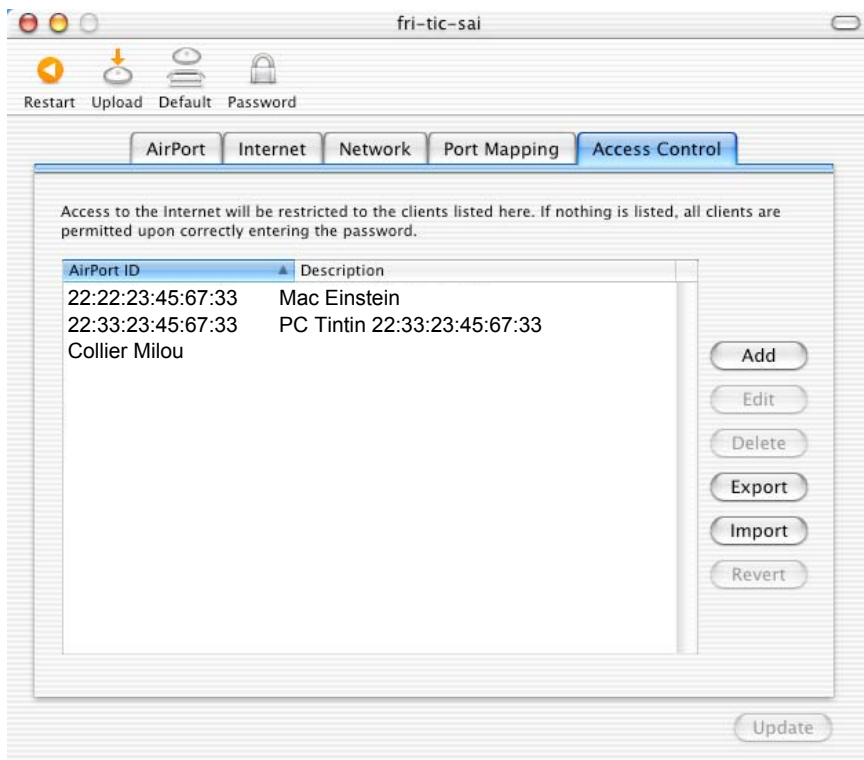 fri-tic-sai
Restart Upload Default Password
AirPort Internet Network Port Mapping Access Control
Access to the Internet will be restricted to the clients listed here. If nothing is listed, all clients are
permitted upon correctly entering the password.
AirPort ID Description
22:22:23:45:67:33 Mac Einstein
22:33:23:45:67:33 PC Tintin 22:33:23:45:67:33
Collier Milou
Add
Edit
Delete
Export
Import
Revert
Update